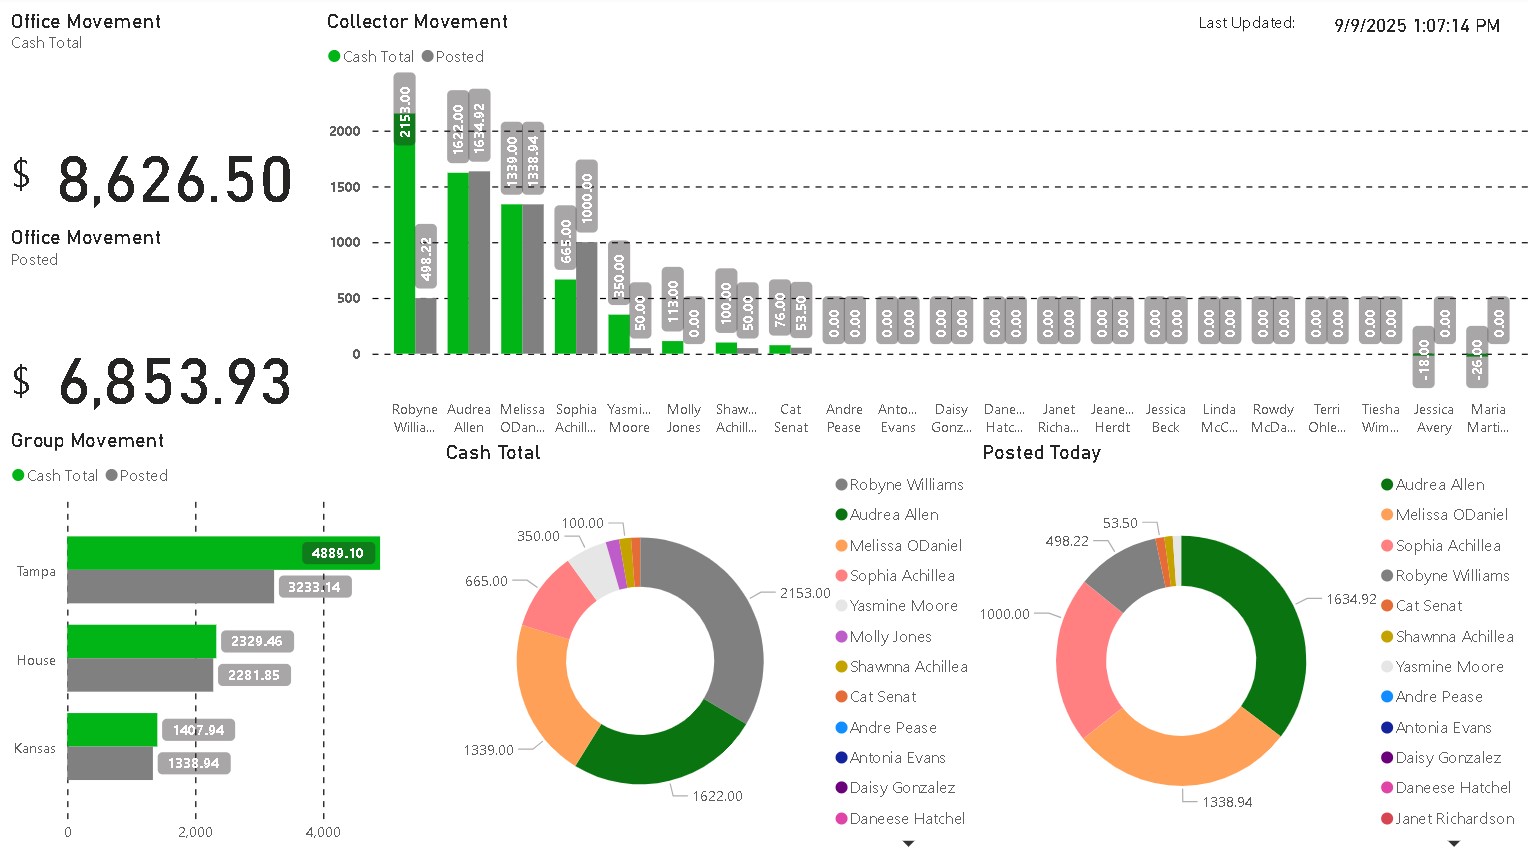 Office Movement
Cash Total
$ 8,626.50
Office Movement
Posted
$ 6,853.93
Collector Movement
Last Updated: 9/9/2025 1:07:14 PM
Cash Total Posted
2000
1500
1000
500
0
2153.00 498.22
1622.00 1634.92
1339.00 1338.94
665.00 1000.00
350.00 50.00
113.00 0.00
100.00 50.00
76.00 53.50
0.00 0.00
0.00 0.00
0.00 0.00
0.00 0.00
0.00 0.00
0.00 0.00
0.00 0.00
0.00 0.00
0.00 0.00
0.00 0.00
0.00 0.00
-18.00 0.00
-26.00 0.00
Robyne Willia...
Audrea Allen
Melissa ODan...
Sophia Achill...
Yasmi... Moore
Molly Jones
Shaw... Achill...
Cat Senat
Andre Pease
Anto... Evans
Daisy Gonz...
Dane... Hatc...
Janet Richa...
Jeane... Herdt
Jessica Beck
Linda McC...
Rowdy McDa...
Terri Ohle...
Tiesha Wim...
Jessica Avery
Maria Marti...
Group Movement
Cash Total Posted
Tampa
4889.10
3233.14
House
2329.46
2281.85
Kansas
1407.94
1338.94
0 2,000 4,000
Cash Total
100.00
350.00
665.00
2153.00
1339.00
1622.00
Robyne Williams
Audrea Allen
Melissa ODaniel
Sophia Achillea
Yasmine Moore
Molly Jones
Shawnna Achillea
Cat Senat
Andre Pease
Antonia Evans
Daisy Gonzalez
Daneese Hatchel
Posted Today
53.50
498.22
1000.00
1634.92
1338.94
Audrea Allen
Melissa ODaniel
Sophia Achillea
Robyne Williams
Cat Senat
Shawnna Achillea
Yasmine Moore
Andre Pease
Antonia Evans
Daisy Gonzalez
Daneese Hatchel
Janet Richardson